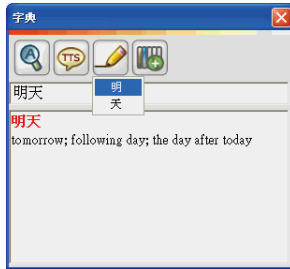 字典
TTS
明天
明
天
明天
tomorrow; following day; the day after today